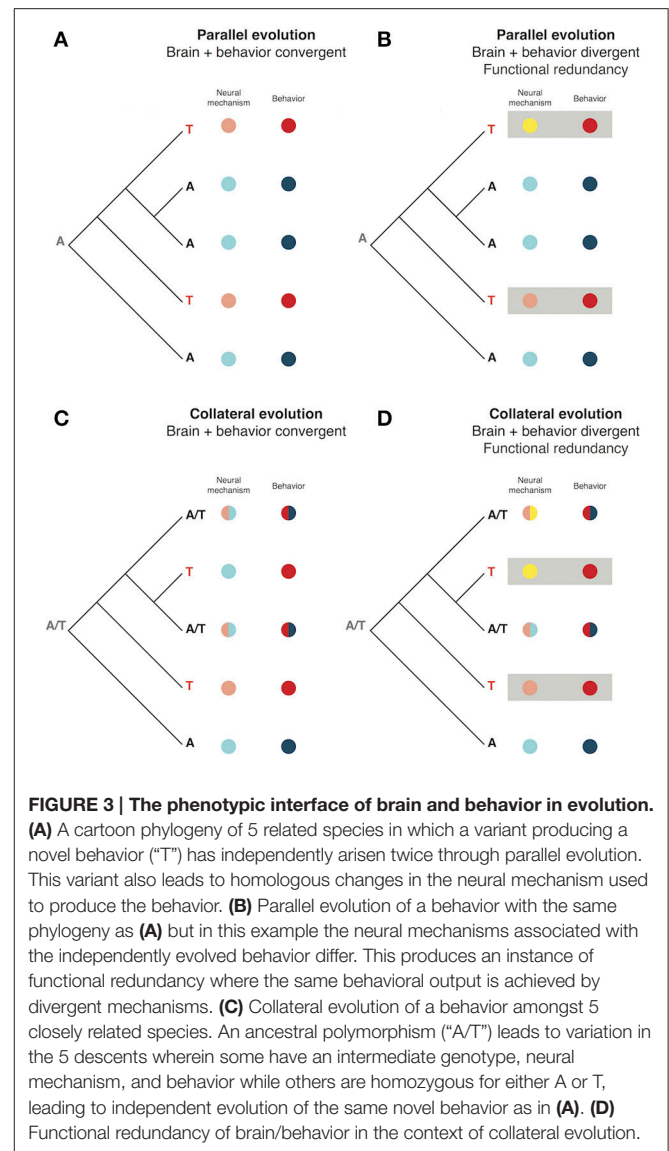 A
Parallel evolution
Brain + behavior convergent
Neural
mechanism
Behavior
T
A
A
A
T
A
B
Parallel evolution
Brain + behavior divergent
Functional redundancy
Neural
mechanism
Behavior
T
A
A
A
T
A
C
Collateral evolution
Brain + behavior convergent
Neural
mechanism
Behavior
A/T
T
A/T
A/T
T
A
D
Collateral evolution
Brain + behavior divergent
Functional redundancy
Neural
mechanism
Behavior
A/T
T
A/T
A/T
T
A
FIGURE 3 | The phenotypic interface of brain and behavior in evolution.
(A) A cartoon phylogeny of 5 related species in which a variant producing a
novel behavior (“T”) has independently arisen twice through parallel evolution.
This variant also leads to homologous changes in the neural mechanism used
to produce the behavior. (B) Parallel evolution of a behavior with the same
phylogeny as (A) but in this example the neural mechanisms associated with
the independently evolved behavior differ. This produces an instance of
functional redundancy where the same behavioral output is achieved by
divergent mechanisms. (C) Collateral evolution of a behavior amongst 5
closely related species. An ancestral polymorphism (“A/T”) leads to variation in
the 5 descents wherein some have an intermediate genotype, neural
mechanism, and behavior while others are homozygous for either A or T,
leading to independent evolution of the same novel behavior as in (A). (D)
Functional redundancy of brain/behavior in the context of collateral evolution.